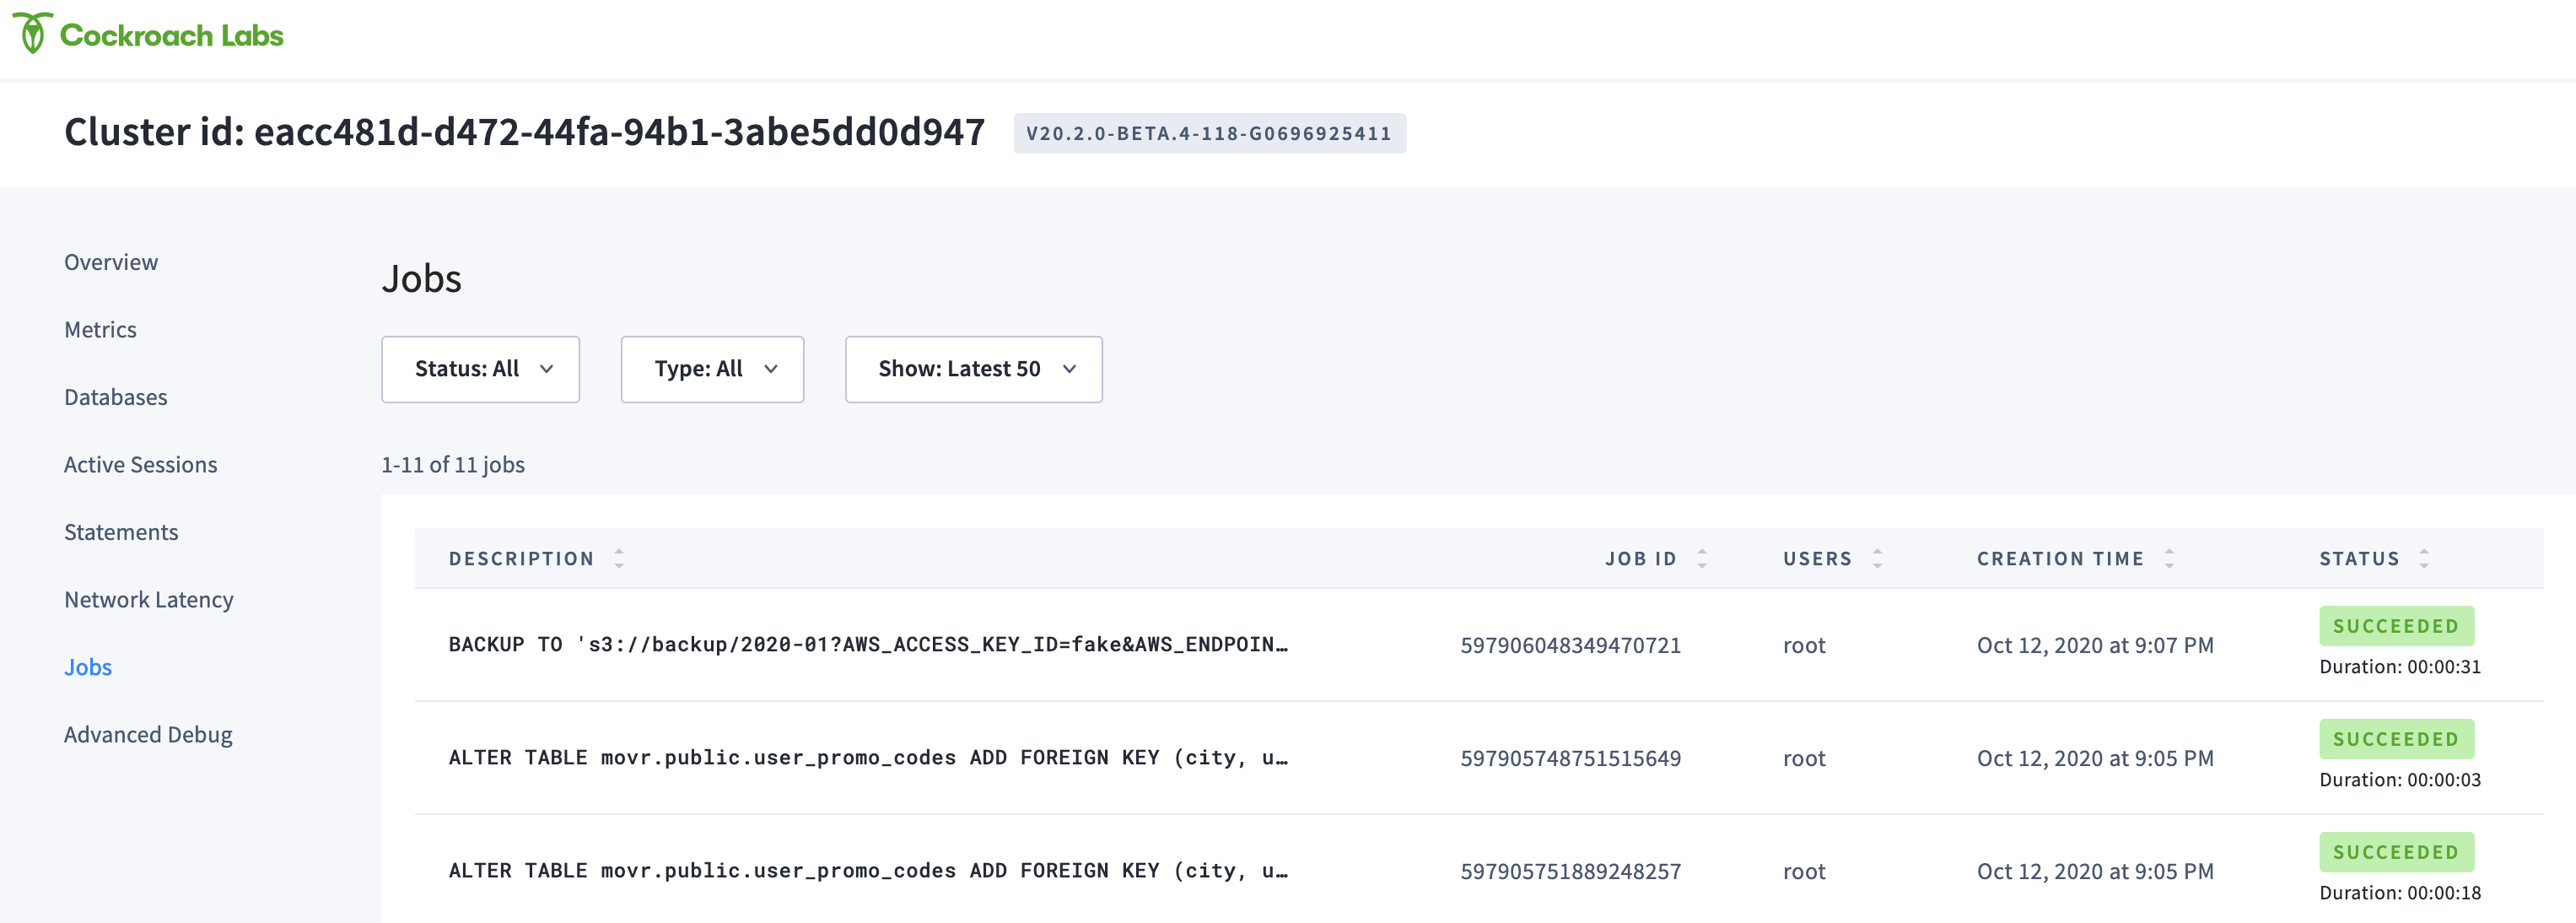 Cockroach Labs
Cluster id: eacc481d-d472-44fa-94b1-3abe5dd0d947 V20.2.0-BETA.4-118-G0696925411
Overview
Metrics
Databases
Active Sessions
Statements
Network Latency
Jobs
Advanced Debug
Jobs
Status: All Type: All Show: Latest 50
1-11 of 11 jobs
DESCRIPTION JOB ID USERS CREATION TIME STATUS
BACKUP TO 's3://backup/2020-01?AWS_ACCESS_KEY_ID=fake&AWS_ENDPOIN… 597906048349470721 root Oct 12, 2020 at 9:07 PM SUCCEEDED
Duration: 00:00:31
ALTER TABLE movr.public.user_promo_codes ADD FOREIGN KEY (city, u… 597905748751515649 root Oct 12, 2020 at 9:05 PM SUCCEEDED
Duration: 00:00:03
ALTER TABLE movr.public.user_promo_codes ADD FOREIGN KEY (city, u… 597905751889248257 root Oct 12, 2020 at 9:05 PM SUCCEEDED
Duration: 00:00:18